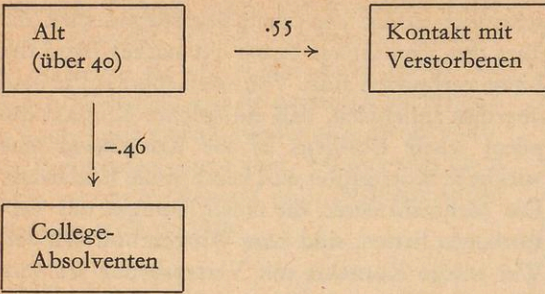 Alt
(über 40)
.55
Kontakt mit
Verstorbenen
-.46
College-
Absolventen